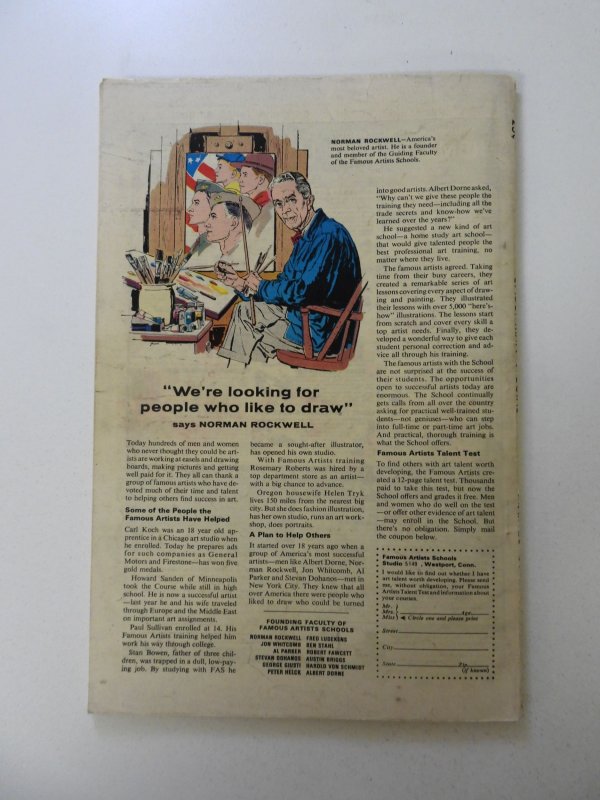 NORMAN ROCKWELL—America's
most beloved artist. He is a founder
and member of the Guiding Faculty
of the Famous Artists Schools.
"We're looking for
people who like to draw"
says NORMAN ROCKWELL
Today hundreds of men and women
who never thought they could be art-
ists are working at easels and drawing
boards, making pictures and getting
well paid for it. They all can thank a
group of famous artists who have de-
voted much of their time and talent
to helping others find success in art.
Some of the People the
Famous Artists Have Helped
Carl Koch was an 18 year old ap-
prentice in a Chicago art studio when
he enrolled. Today he prepares ads
for such companies as General
Motors and Firestone—has won five
gold medals.
Howard Sanden of Minneapolis
took the Course while still in high
school. He is now a successful artist
—last year he and his wife traveled
through Europe and the Middle East
on important art assignments.
Paul Sullivan enrolled at 14. His
Famous Artists training helped him
work his way through college.
Stan Bowen, father of three chil-
dren, was trapped in a dull, low-pay-
ing job. By studying with FAS he
became a sought-after illustrator,
has opened his own studio.
With Famous Artists training
Rosemary Roberts was hired by a
top department store as an artist—
with a big chance to advance.
Oregon housewife Helen Tryk
lives 150 miles from the nearest big
city. But she does fashion illustration,
has her own studio, runs an art work-
shop, does portraits.
A Plan to Help Others
It started over 18 years ago when a
group of America's most successful
artists—men like Albert Dorne, Nor-
man Rockwell, Jon Whitcomb, Al
Parker and Stevan Dohanos—met in
New York City. They knew that all
over America there were people who
liked to draw who could be turned
FOUNDING FACULTY OF
FAMOUS ARTISTS SCHOOLS
NORMAN ROCKWELL FRED LUDEKENS
JON WHITCOMB BEN STAHL
AL PARKER ROBERT FAWCETT
STEVAN DOHANOS AUSTIN BRIGGS
GEORGE GIUSTI HAROLD VON SCHMIDT
PETER HELCK ALBERT DORNE
into good artists. Albert Dorne asked,
"Why can't we give these people the
training they need—including all the
trade secrets and know-how we've
learned over the years?"
He suggested a new kind of art
school—a home study art school—
that would give talented people the
best professional art training, no
matter where they live.
The famous artists agreed. Taking
time from their busy careers, they
created a remarkable series of art
lessons covering every aspect of draw-
ing and painting. They illustrated
their lessons with over 5,000 "here's-
how" illustrations. The lessons start
from scratch and cover every skill a
top artist needs. Finally, they de-
veloped a wonderful way to give each
student personal correction and ad-
vice all through his training.
The famous artists with the School
are not surprised at the success of
their students. The opportunities
open to successful artists today are
enormous. The School continually
gets calls from all over the country
asking for practical well-trained stu-
dents—not geniuses—who can step
into full-time or part-time art jobs.
And practical, thorough training is
what the School offers.
Famous Artists Talent Test
To find others with art talent worth
developing, the Famous Artists cre-
ated a 12-page talent test. Thousands
paid to take this test, but now the
School offers and grades it free. Men
and women who do well on the test
—or offer other evidence of art talent
—may enroll in the School. But
there's no obligation. Simply mail
the coupon below.
Famous Artists Schools
Studio 5149, Westport, Conn.
I would like to find out whether I have
art talent worth developing. Please send
me, without obligation, your Famous
Artists Talent Test and information about
your courses.
Mr.
Mrs. Age
Miss Circle one and please print
Street
City
State Zip
(if known)